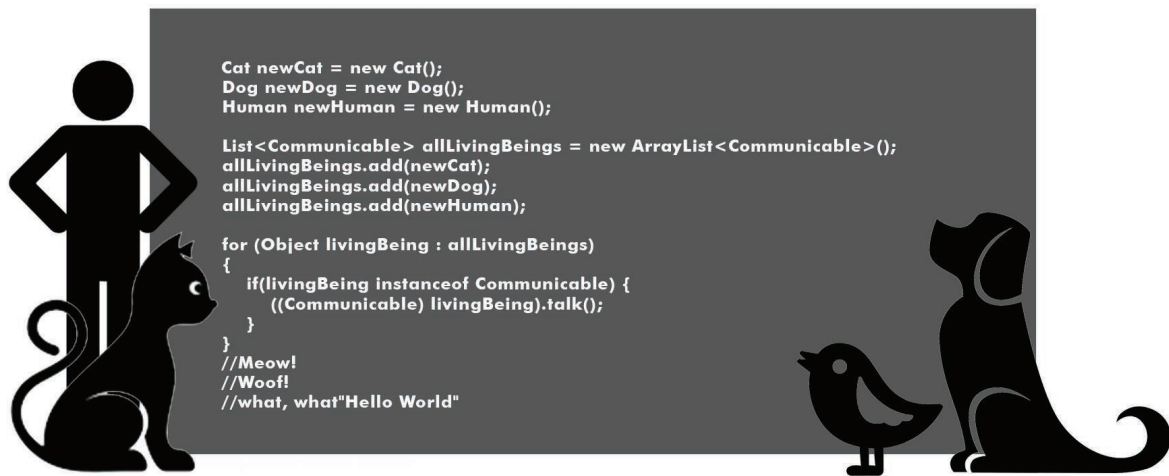 Cat newCat = new Cat();
Dog newDog = new Dog();
Human newHuman = new Human();
List<Communicable> allLivingBeings = new ArrayList<Communicable>();
allLivingBeings.add(newCat);
allLivingBeings.add(newDog);
allLivingBeings.add(newHuman);
for (Object livingBeing : allLivingBeings)
{
if(livingBeing instanceof Communicable) {
((Communicable) livingBeing).talk();
}
}
//Meow!
//Woof!
//what, what"Hello World"